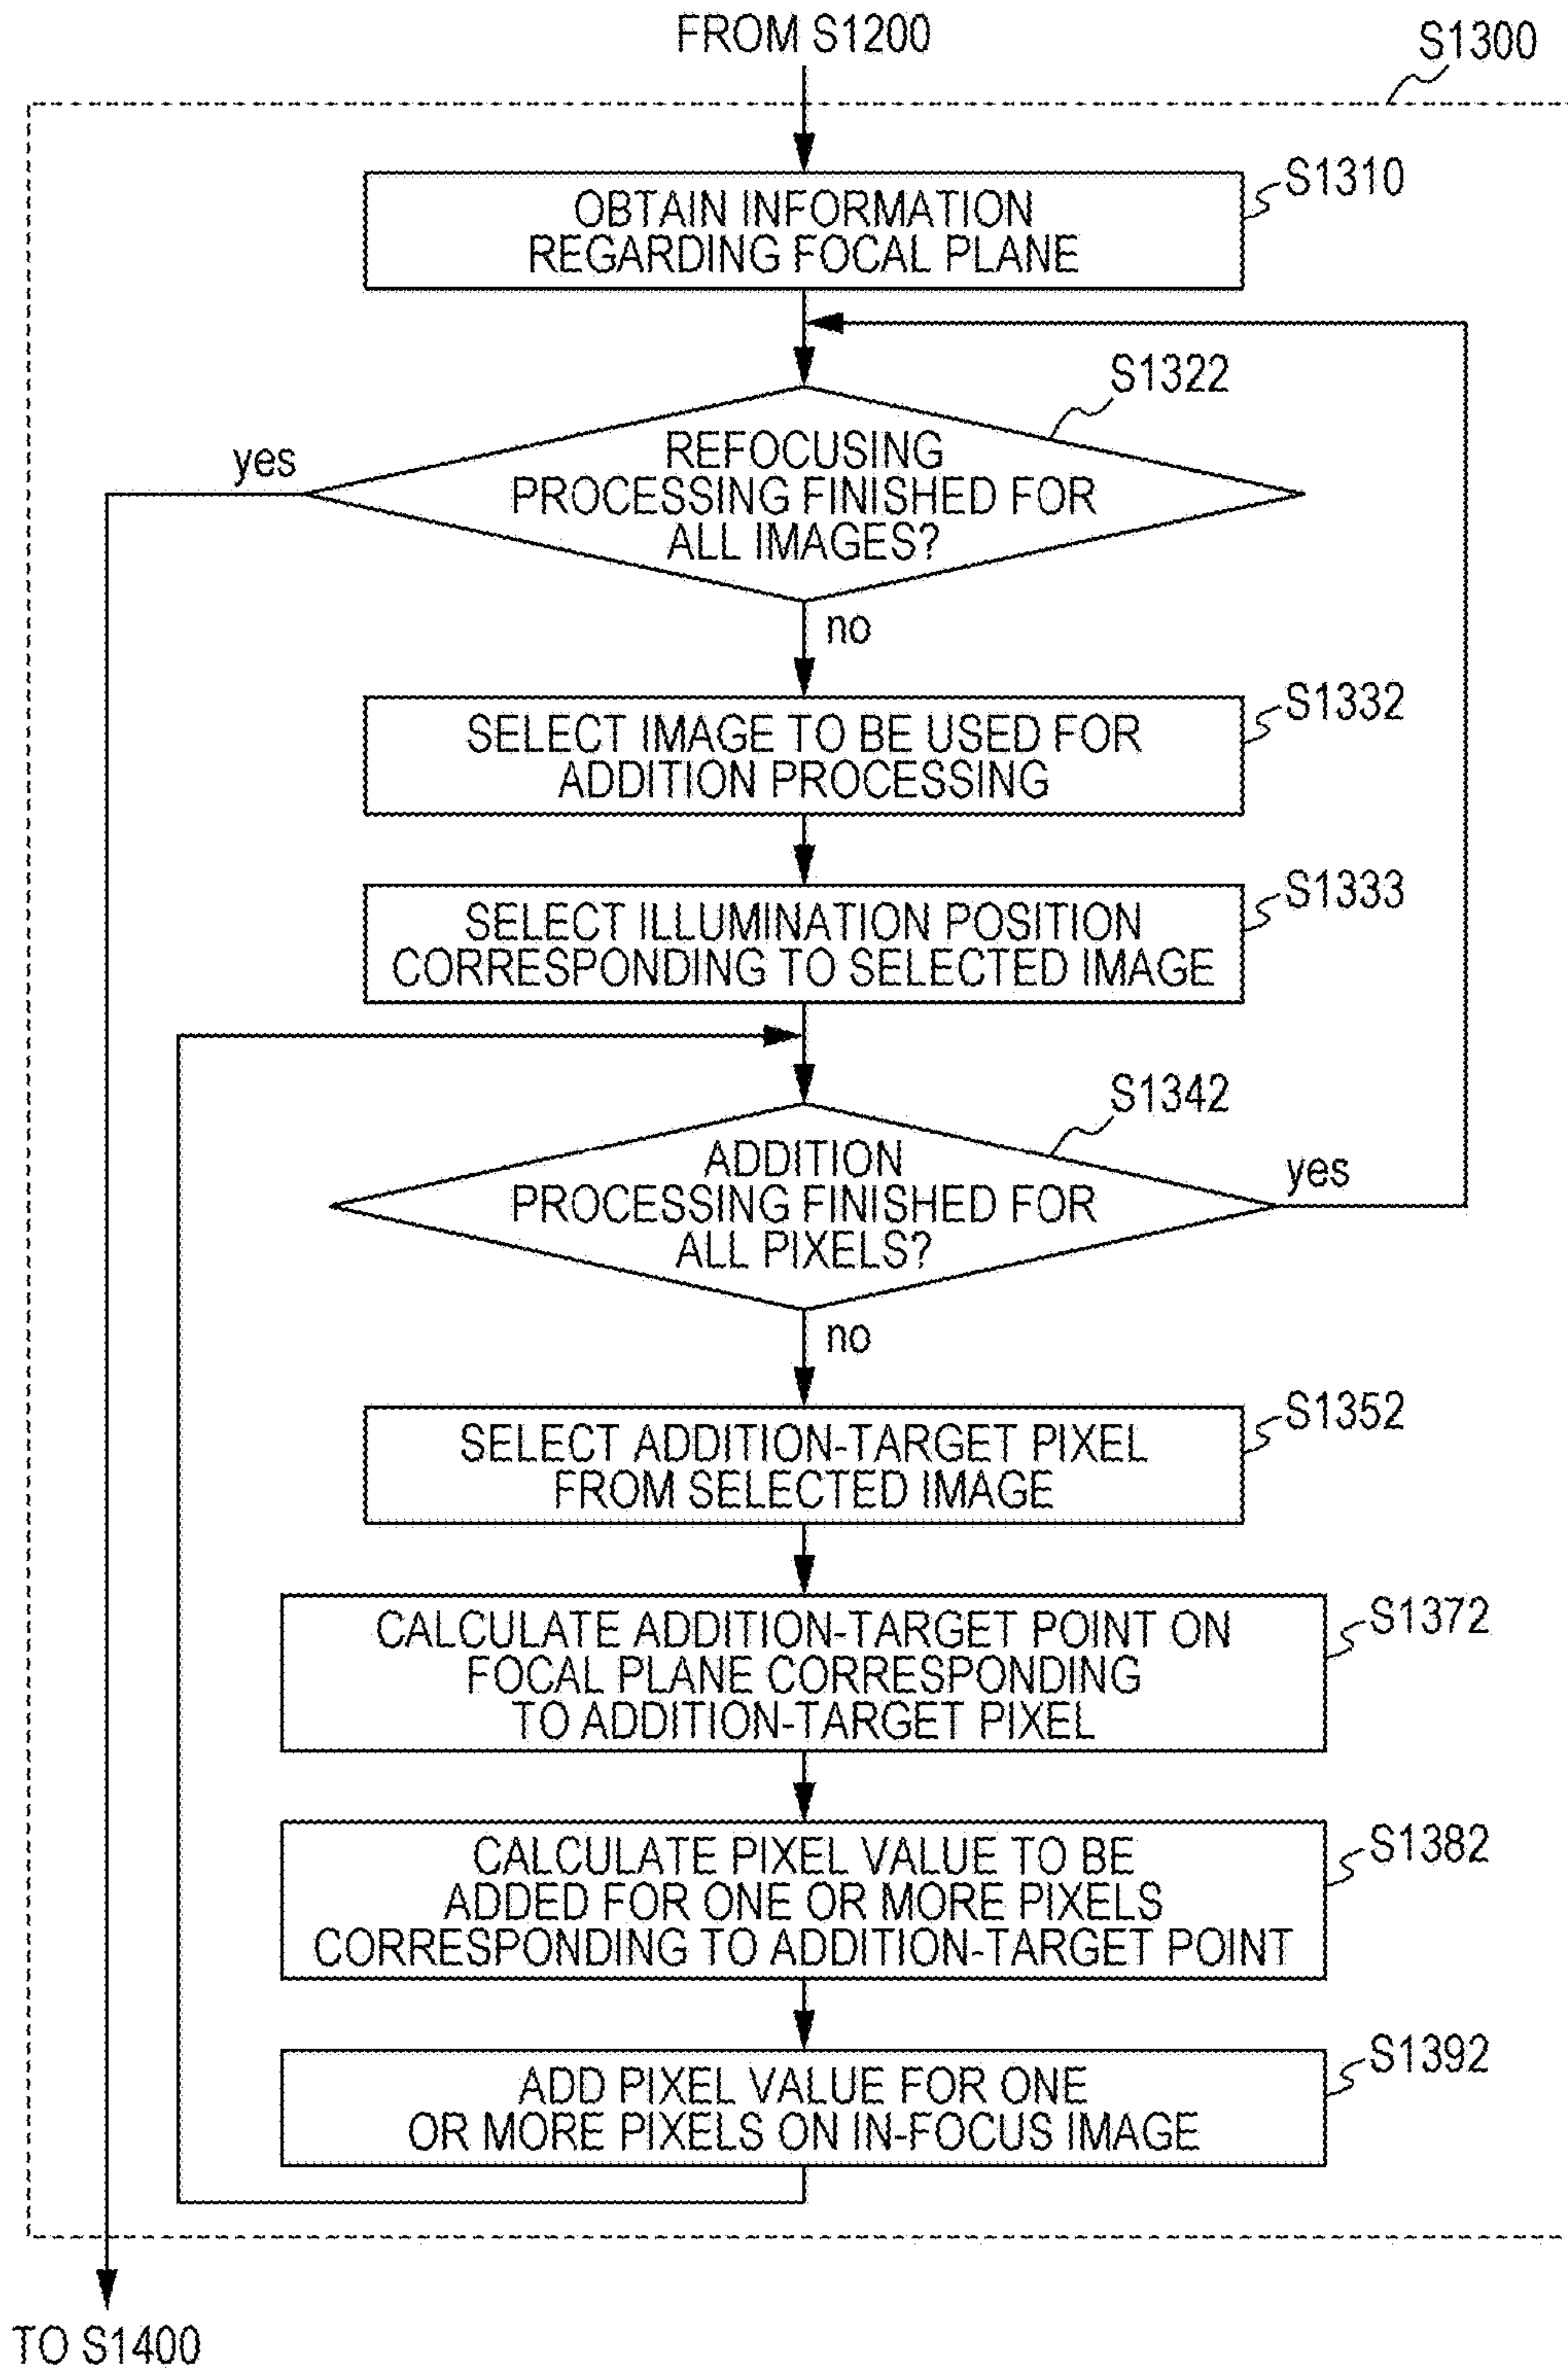 FROM S1200
S1300
S1310
OBTAIN INFORMATION
REGARDING FOCAL PLANE
S1322
REFOCUSING
PROCESSING FINISHED FOR
ALL IMAGES?
yes
no
S1332
SELECT IMAGE TO BE USED FOR
ADDITION PROCESSING
S1333
SELECT ILLUMINATION POSITION
CORRESPONDING TO SELECTED IMAGE
S1342
ADDITION
PROCESSING FINISHED FOR
ALL PIXELS?
yes
no
S1352
SELECT ADDITION-TARGET PIXEL
FROM SELECTED IMAGE
S1372
CALCULATE ADDITION-TARGET POINT ON
FOCAL PLANE CORRESPONDING
TO ADDITION-TARGET PIXEL
S1382
CALCULATE PIXEL VALUE TO BE
ADDED FOR ONE OR MORE PIXELS
CORRESPONDING TO ADDITION-TARGET POINT
S1392
ADD PIXEL VALUE FOR ONE
OR MORE PIXELS ON IN-FOCUS IMAGE
TO S1400